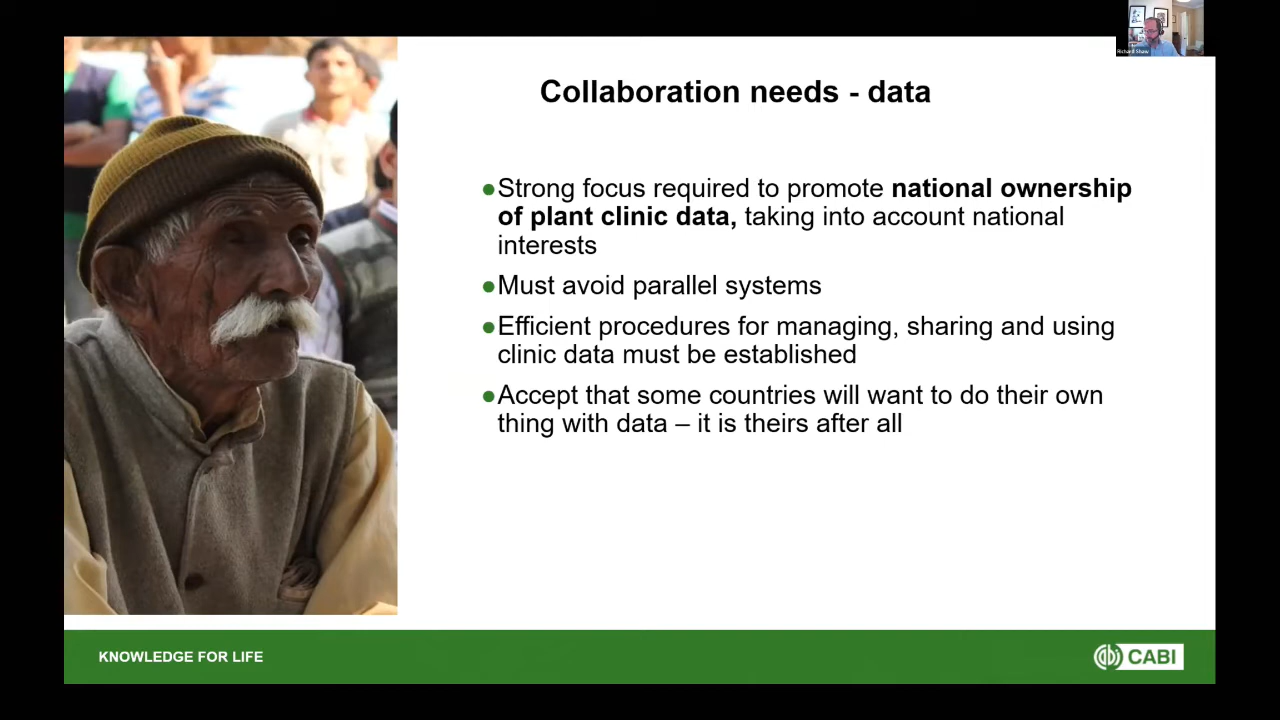 Richard Shaw
Collaboration needs - data
●Strong focus required to promote national ownership
of plant clinic data, taking into account national
interests
●Must avoid parallel systems
●Efficient procedures for managing, sharing and using
clinic data must be established
●Accept that some countries will want to do their own
thing with data – it is theirs after all
KNOWLEDGE FOR LIFE
cabi CABI